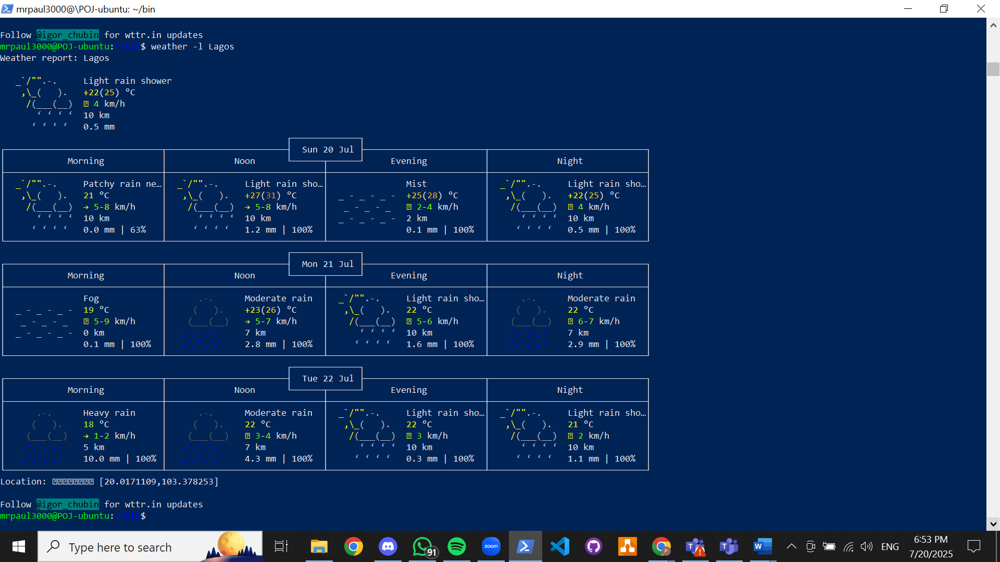 mrpaul3000@\POJ-ubuntu: ~/bin
Follow @igor_chubin for wttr.in updates
mrpaul3000@POJ-ubuntu:~/bin$ weather -l Lagos
Weather report: Lagos
Light rain shower
+22(25) °C
4 km/h
10 km
0.5 mm
Sun 20 Jul
Morning Noon Evening Night
Patchy rain ne… Light rain sho… Mist Light rain sho…
21 °C +27(31) °C +25(28) °C +22(25) °C
→ 5-8 km/h → 5-8 km/h 2-4 km/h 4 km/h
10 km 10 km 2 km 10 km
0.0 mm | 63% 1.2 mm | 100% 0.1 mm | 100% 0.5 mm | 100%
Mon 21 Jul
Morning Noon Evening Night
Fog Moderate rain Light rain sho… Moderate rain
19 °C +23(26) °C 22 °C 22 °C
5-9 km/h → 5-7 km/h 5-6 km/h 6-7 km/h
0 km 7 km 10 km 7 km
0.1 mm | 100% 2.8 mm | 100% 1.6 mm | 100% 2.9 mm | 100%
Tue 22 Jul
Morning Noon Evening Night
Heavy rain Moderate rain Light rain sho… Light rain sho…
18 °C 22 °C 22 °C 21 °C
→ 1-2 km/h 3-4 km/h 3 km/h 2 km/h
5 km 7 km 10 km 10 km
10.0 mm | 100% 4.3 mm | 100% 0.3 mm | 100% 1.1 mm | 100%
Location: [20.0171109,103.378253]
Follow @igor_chubin for wttr.in updates
mrpaul3000@POJ-ubuntu:~/bin$
Type here to search
91
zoom
P
ENG
6:53 PM
7/20/2025